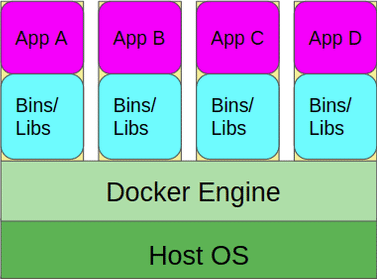 App A App B App C App D
Bins/ Bins/ Bins/ Bins/
Libs Libs Libs Libs
Docker Engine
Host OS